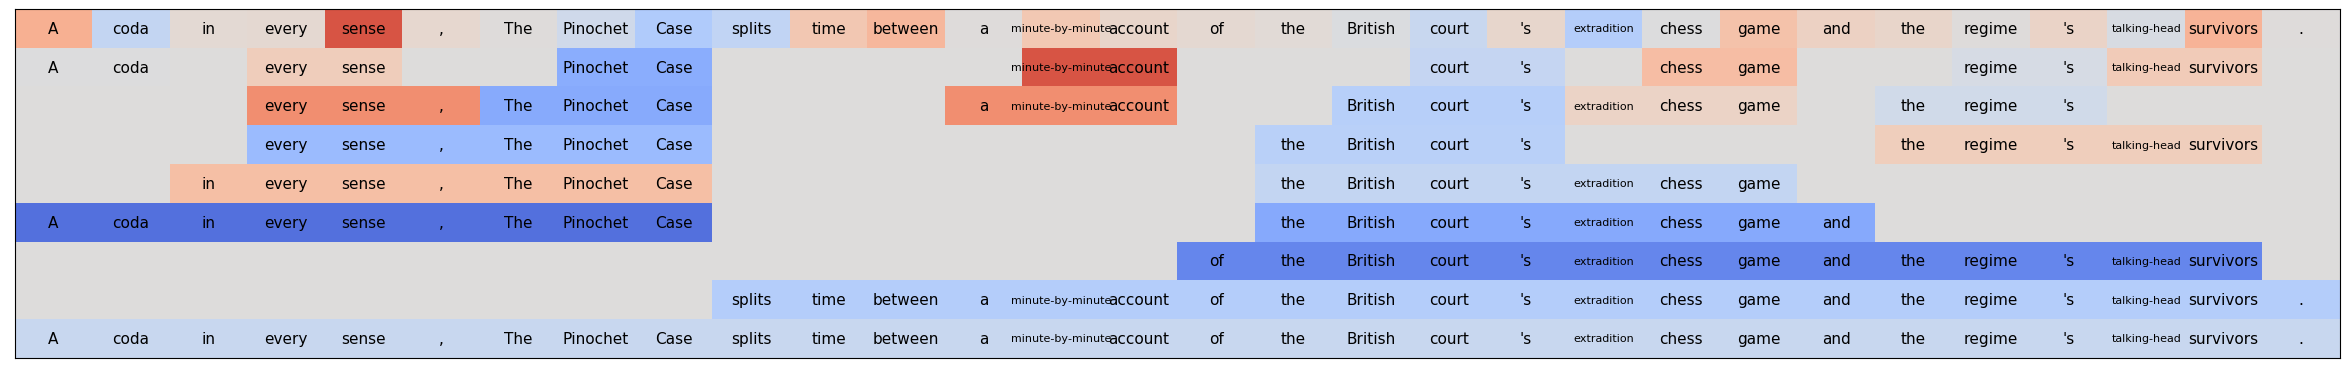 A coda in every sense , The Pinochet Case splits time between a minute-by-minute account of the British court 's extradition chess game and the regime 's talking-head survivors .
A coda every sense Pinochet Case minute-by-minute account court 's chess game regime 's talking-head survivors
every sense , The Pinochet Case a minute-by-minute account British court 's extradition chess game the regime 's
every sense , The Pinochet Case the British court 's the regime 's talking-head survivors
in every sense , The Pinochet Case the British court 's extradition chess game
A coda in every sense , The Pinochet Case the British court 's extradition chess game and
of the British court 's extradition chess game and the regime 's talking-head survivors
splits time between a minute-by-minute account of the British court 's extradition chess game and the regime 's talking-head survivors .
A coda in every sense , The Pinochet Case splits time between a minute-by-minute account of the British court 's extradition chess game and the regime 's talking-head survivors .